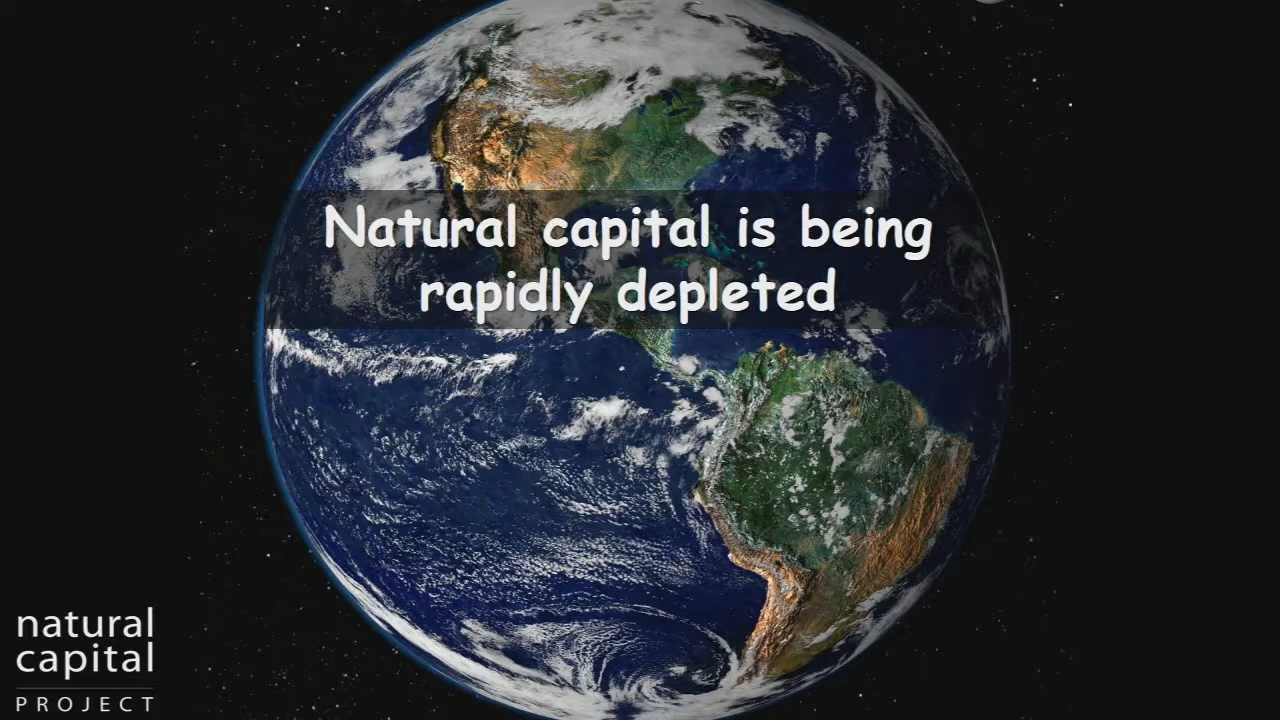 Natural capital is being
rapidly depleted
natural
capital
PROJECT